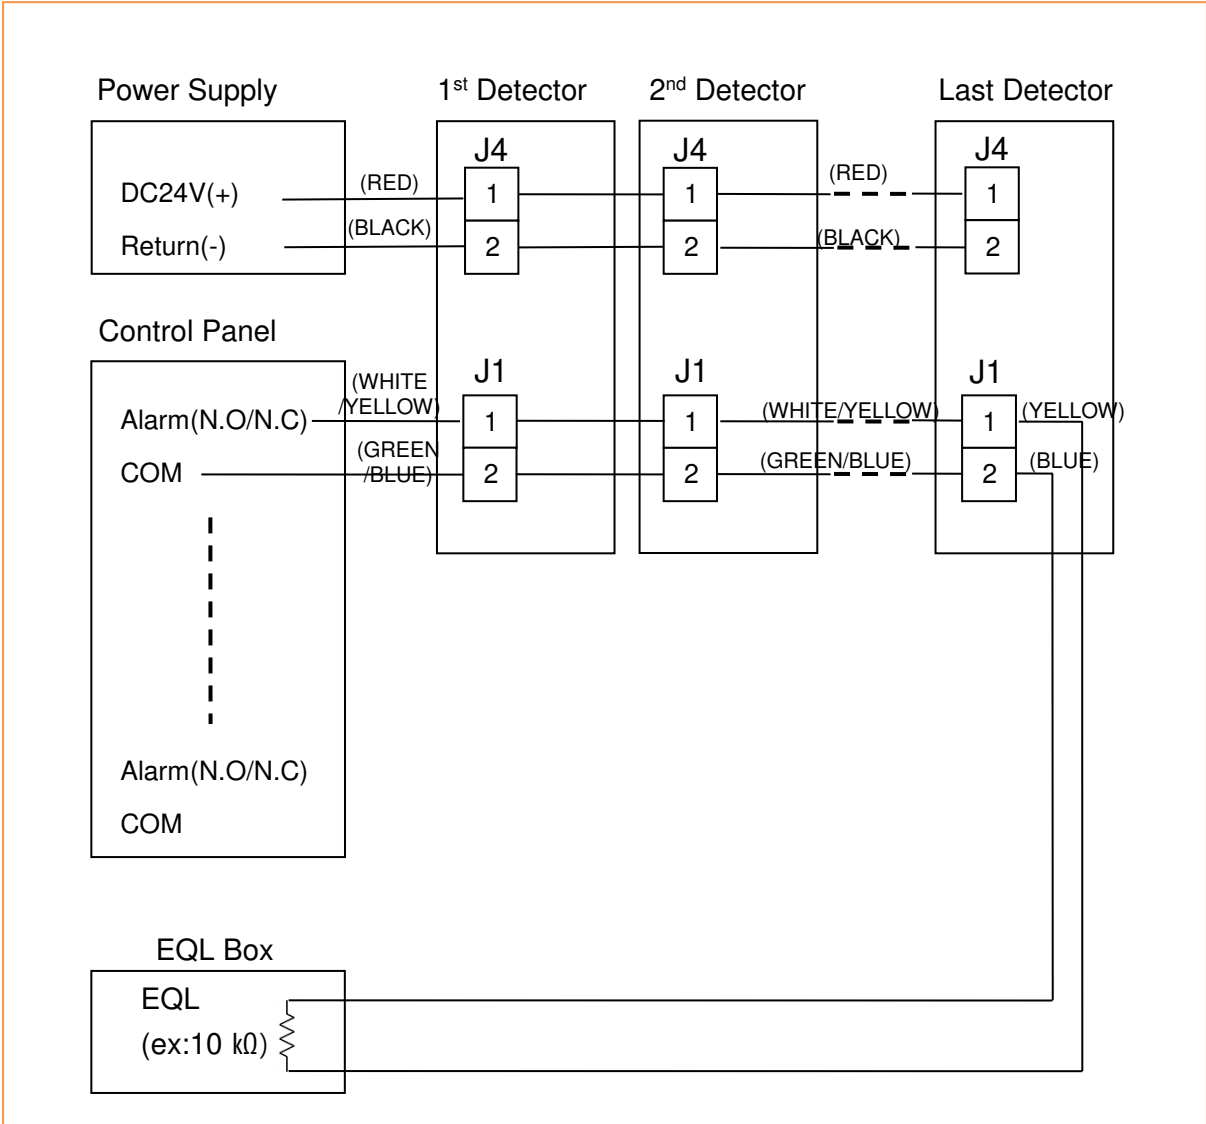 Power Supply
1st Detector
2nd Detector
Last Detector
J4
J4
J4
DC24V(+)
(RED)
1
1
(RED)
1
Return(-)
(BLACK)
2
2
(BLACK)
2
Control Panel
J1
J1
J1
Alarm(N.O/N.C)
(WHITE
/YELLOW)
1
1
(WHITE/YELLOW)
1
(YELLOW)
COM
(GREEN
/BLUE)
2
2
(GREEN/BLUE)
2
(BLUE)
Alarm(N.O/N.C)
COM
EQL Box
EQL
(ex:10 kΩ)